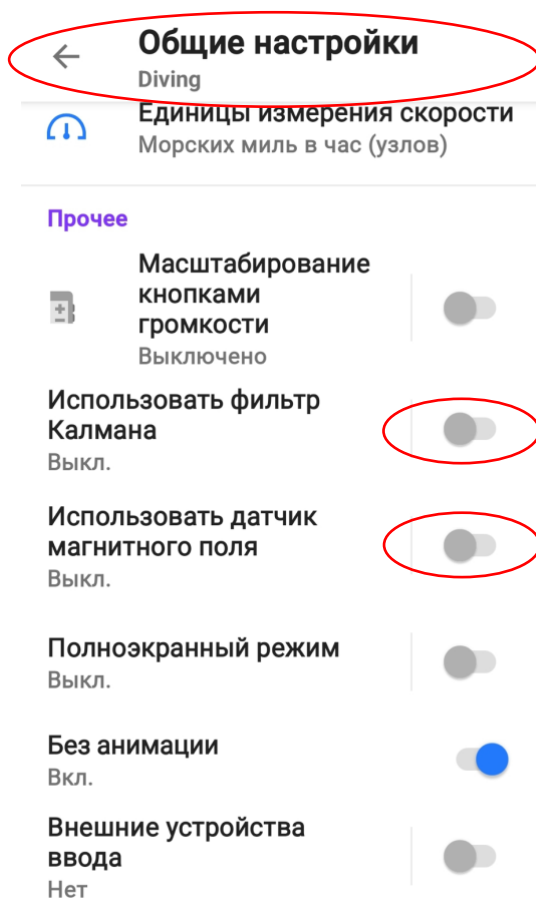 Общие настройки
Diving
Единицы измерения скорости
Морских миль в час (узлов)
Прочее
Масштабирование
кнопками
громкости
Выключено
Использовать фильтр
Калмана
Выкл.
Использовать датчик
магнитного поля
Выкл.
Полноэкранный режим
Выкл.
Без анимации
Вкл.
Внешние устройства
ввода
Нет